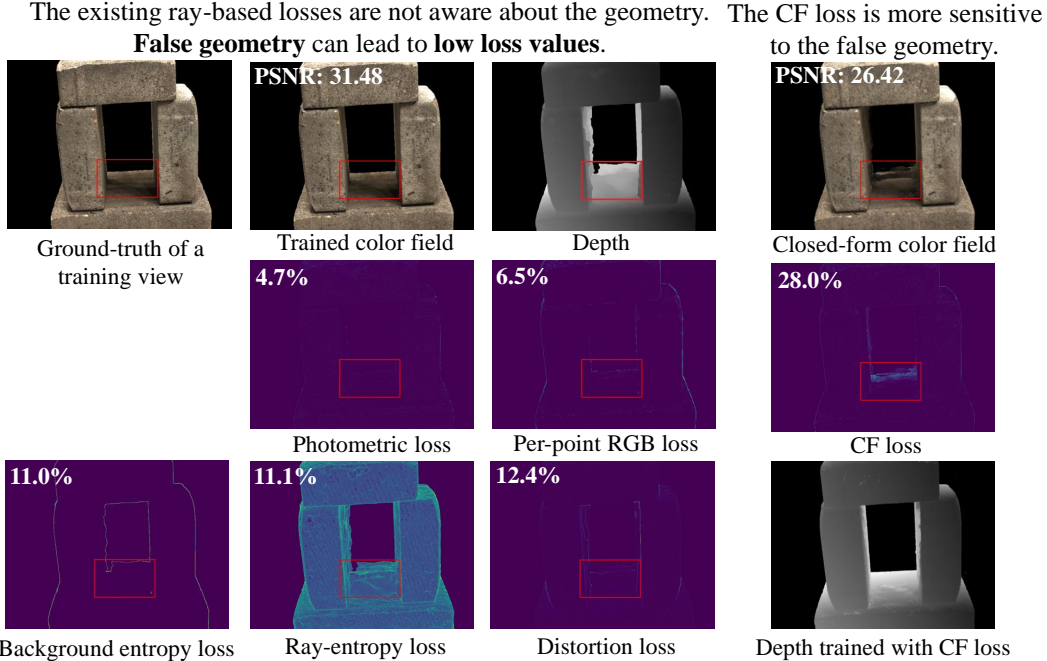 The existing ray-based losses are not aware about the geometry.
False geometry can lead to low loss values.
The CF loss is more sensitive
to the false geometry.
PSNR: 31.48
PSNR: 26.42
Ground-truth of a
training view
Trained color field
Depth
Closed-form color field
4.7%
6.5%
28.0%
Photometric loss
Per-point RGB loss
CF loss
11.0%
11.1%
12.4%
Background entropy loss
Ray-entropy loss
Distortion loss
Depth trained with CF loss